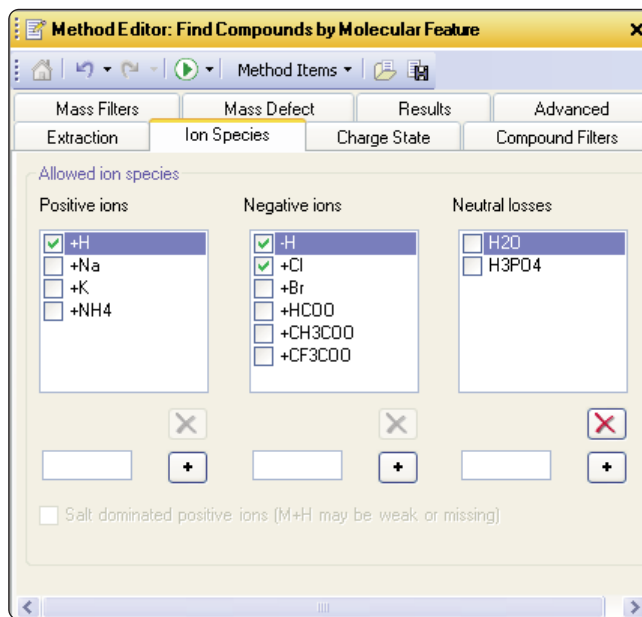 Method Editor: Find Compounds by Molecular Feature
Method Items
Mass Filters Mass Defect Results Advanced
Extraction Ion Species Charge State Compound Filters
Allowed ion species
Positive ions Negative ions Neutral losses
+H -H H2O
+Na +Cl H3PO4
+K +Br
+NH4 +HCOO
+CH3COO
+CF3COO
Salt dominated positive ions (M+H may be weak or missing)